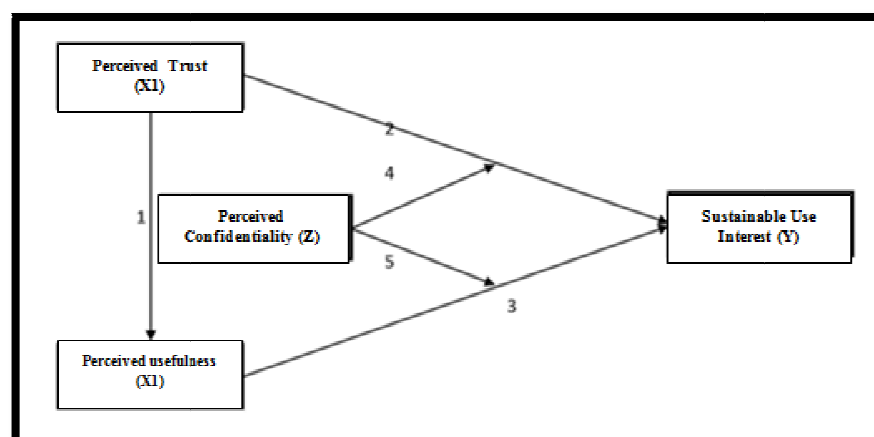 Perceived Trust
(X1)
2
4
Perceived
Confidentiality (Z)
1
Sustainable Use
Interest (Y)
5
3
Perceived usefulness
(X1)